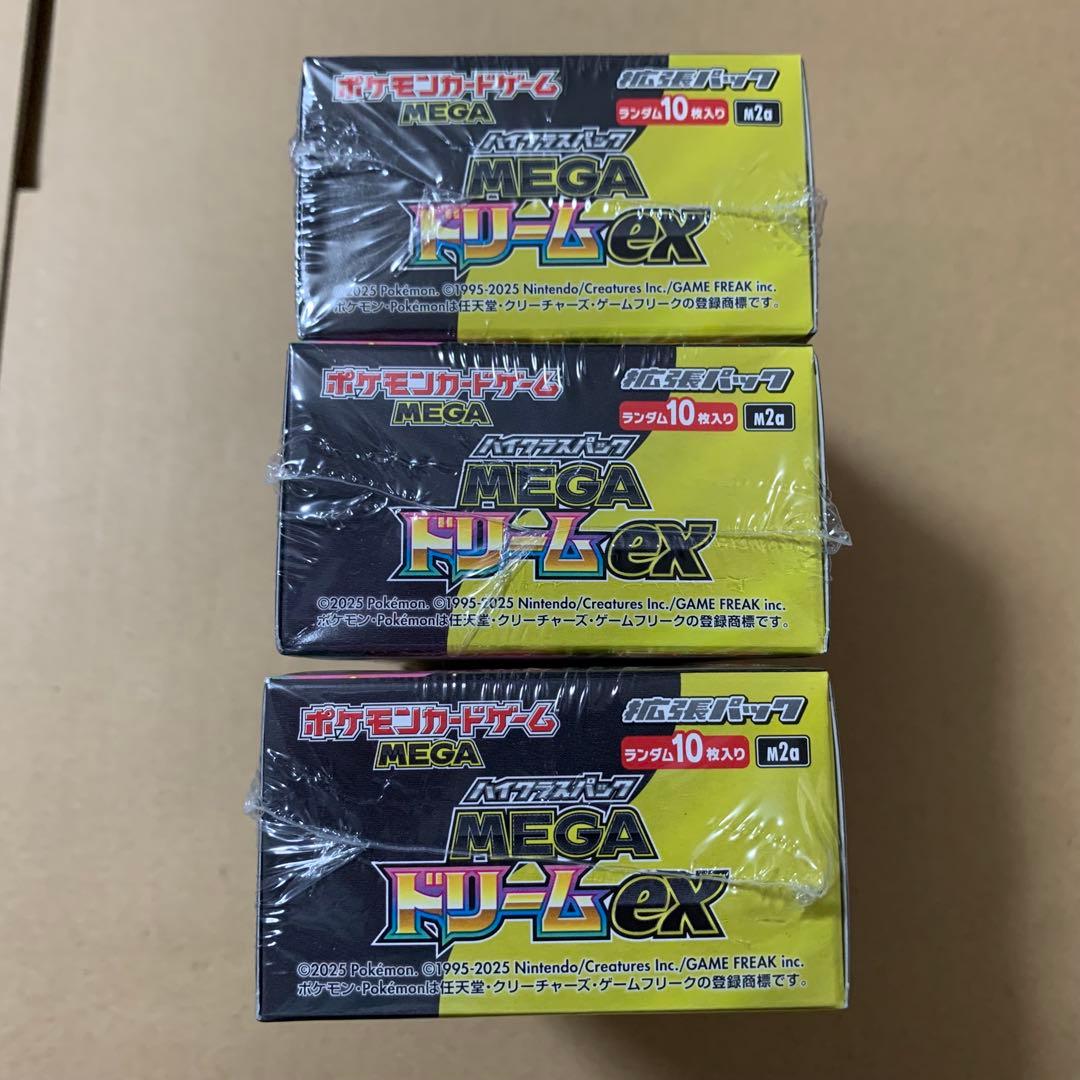 ポケモンカードゲーム 拡張パック
MEGA ランダム10枚入り M2a
ハイクラスパック
MEGA
ドリームex
©2025 Pokémon. ©1995-2025 Nintendo/Creatures Inc./GAME FREAK inc.
ポケモン・Pokémonは任天堂・クリーチャーズ・ゲームフリークの登録商標です。
ポケモンカードゲーム 拡張パック
MEGA ランダム10枚入り M2a
ハイクラスパック
MEGA
ドリームex
©2025 Pokémon. ©1995-2025 Nintendo/Creatures Inc./GAME FREAK inc.
ポケモン・Pokémonは任天堂・クリーチャーズ・ゲームフリークの登録商標です。
ポケモンカードゲーム 拡張パック
MEGA ランダム10枚入り M2a
ハイクラスパック
MEGA
ドリームex
©2025 Pokémon. ©1995-2025 Nintendo/Creatures Inc./GAME FREAK inc.
ポケモン・Pokémonは任天堂・クリーチャーズ・ゲームフリークの登録商標です。